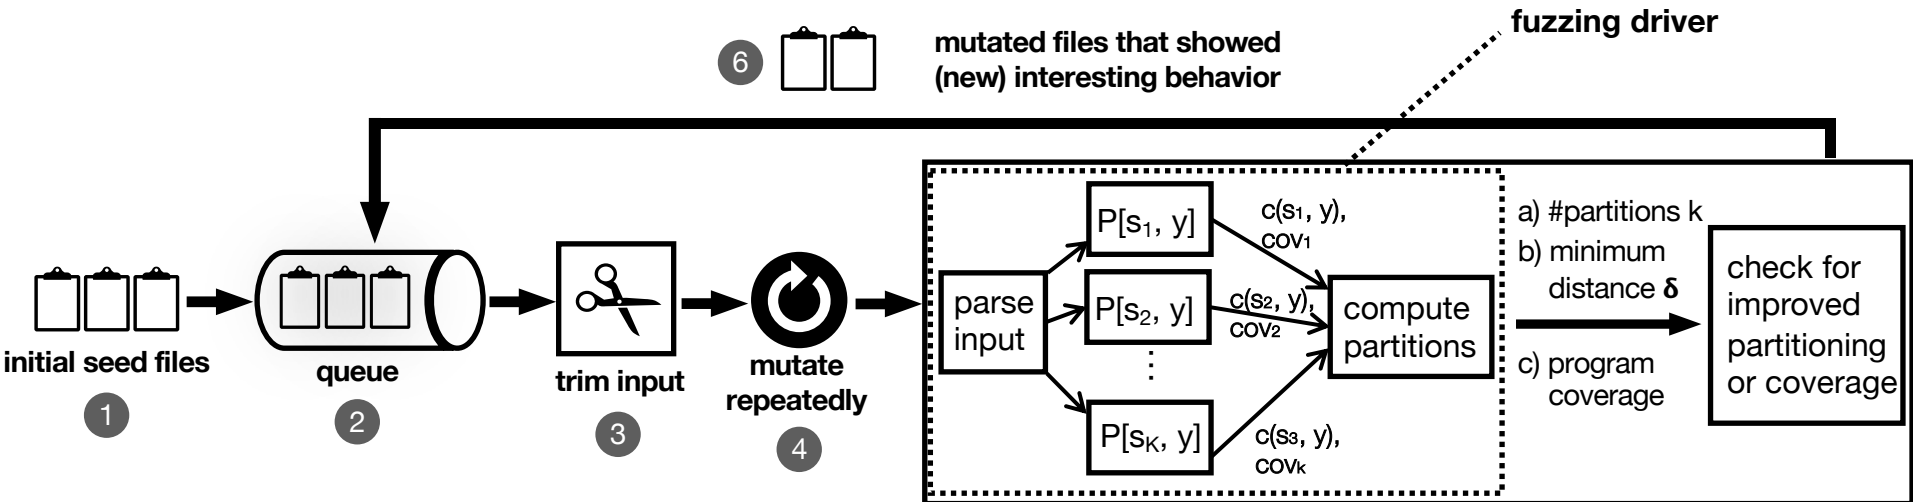 fuzzing driver
6
mutated files that showed
(new) interesting behavior
initial seed files
1
queue
2
trim input
3
mutate
repeatedly
4
parse
input
P[s₁, y]
P[s₂, y]
⋮
P[s_K, y]
c(s₁, y),
cov₁
c(s₂, y),
cov₂
c(s₃, y),
covₖ
compute
partitions
a) #partitions k
b) minimum
distance δ
c) program
coverage
check for
improved
partitioning
or coverage